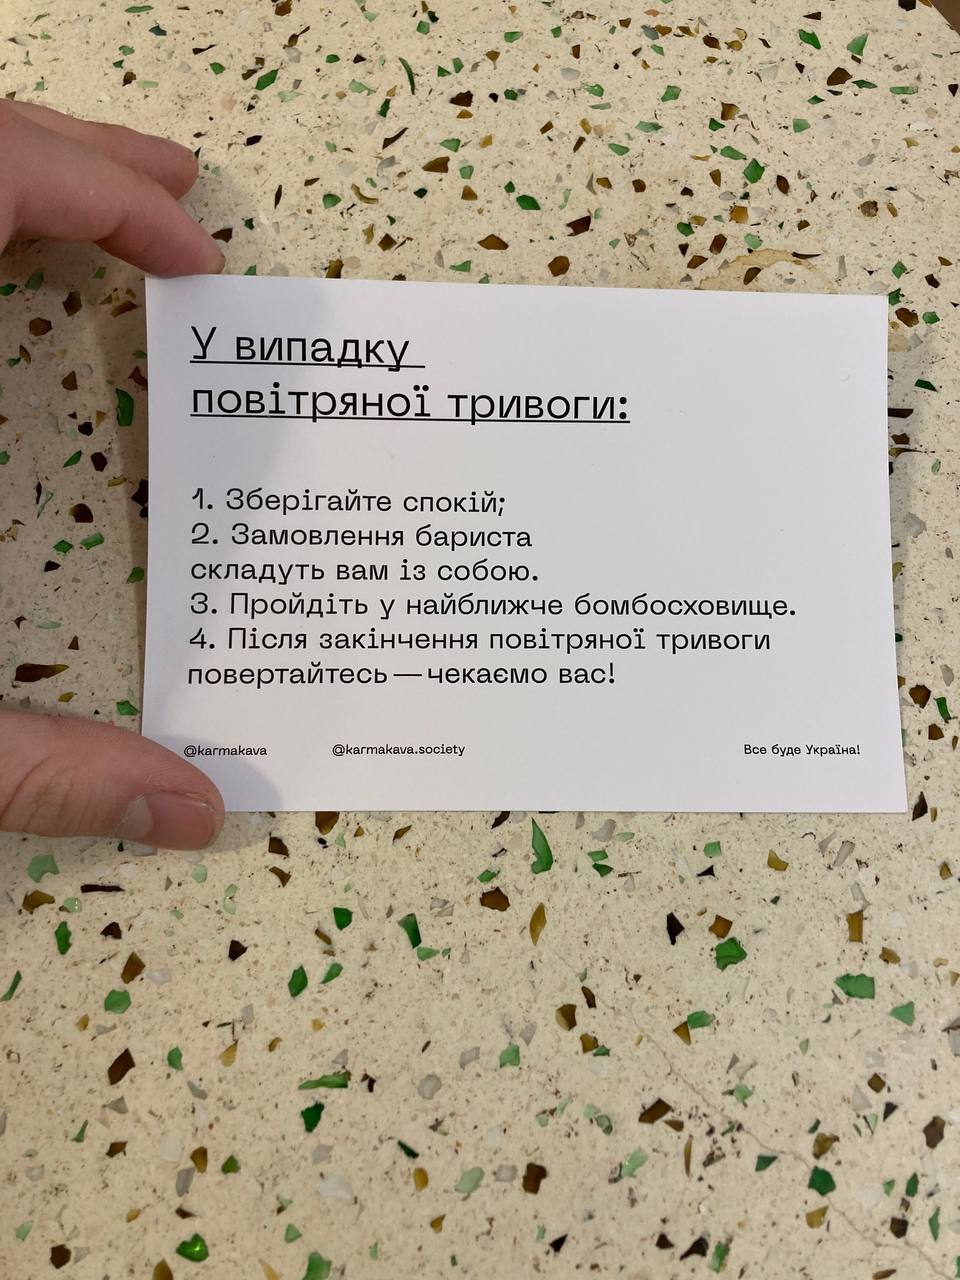 У випадку
повітряної тривоги:
1. Зберігайте спокій;
2. Замовлення бариста
складуть вам із собою.
3. Пройдіть у найближче бомбосховище.
4. Після закінчення повітряної тривоги
повертайтесь — чекаємо вас!
@karmakava @karmakava.society Все буде Україна!